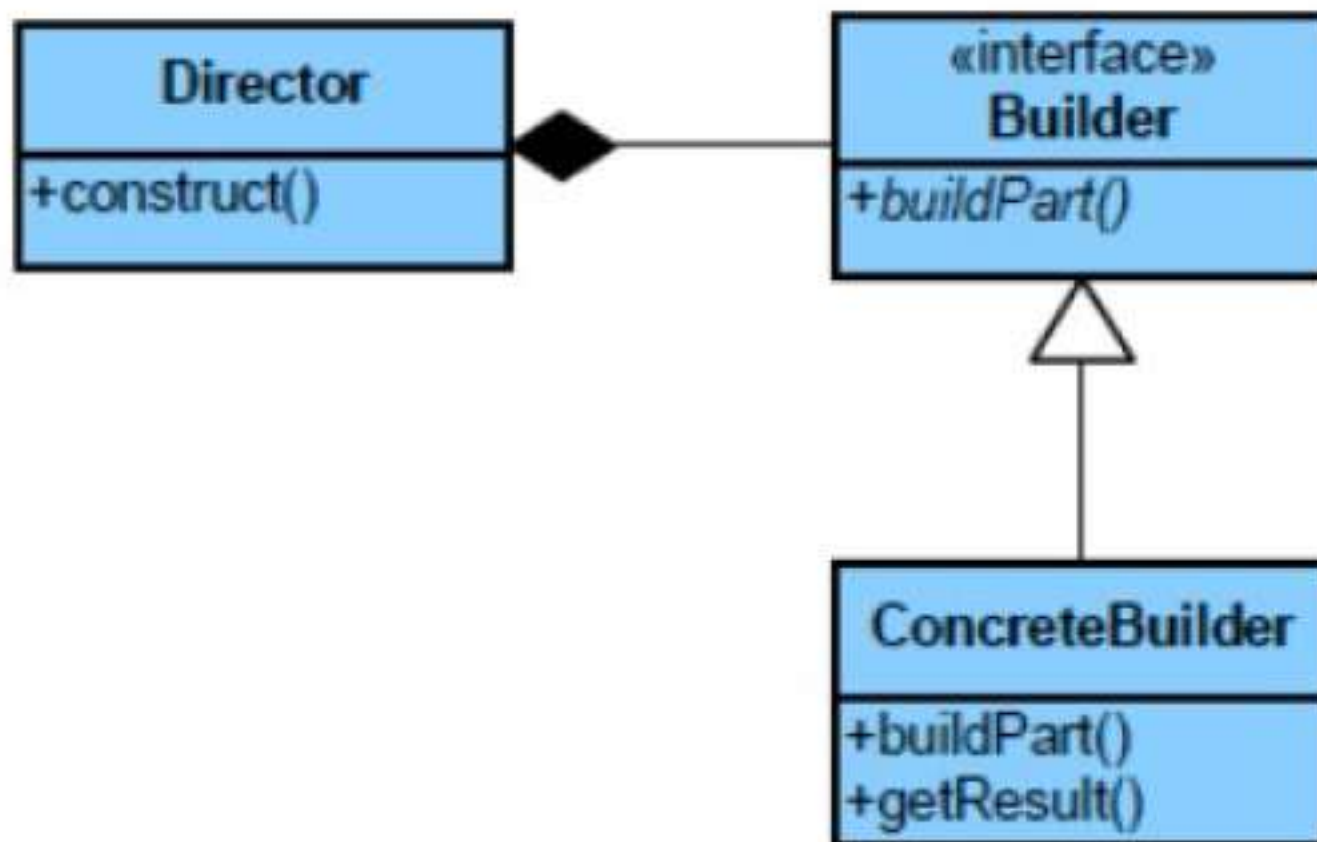 Director
+construct()
«interface»
Builder
+buildPart()
ConcreteBuilder
+buildPart()
+getResult()